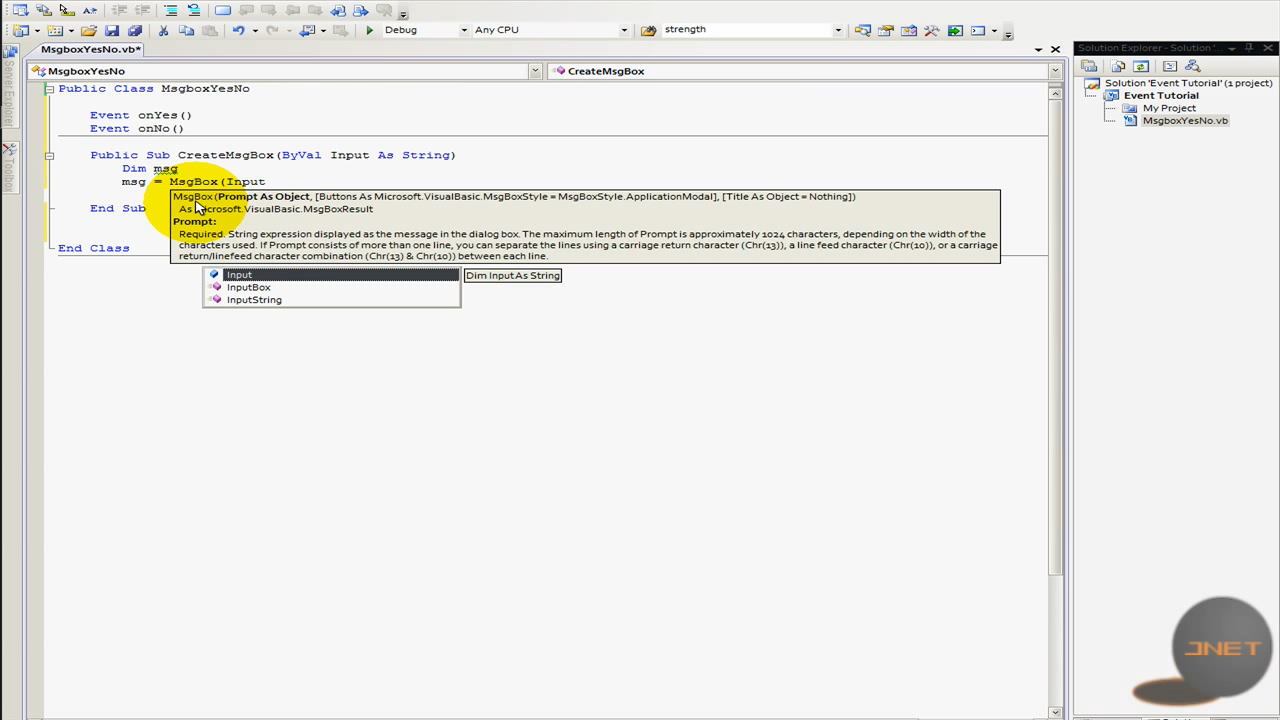 Debug Any CPU strength
MsgboxYesNo.vb*
MsgboxYesNo CreateMsgBox
Public Class MsgboxYesNo
Event onYes()
Event onNo()
Public Sub CreateMsgBox(ByVal Input As String)
Dim msg
msg = MsgBox(Input
MsgBox(Prompt As Object, [Buttons As Microsoft.VisualBasic.MsgBoxStyle = MsgBoxStyle.ApplicationModal], [Title As Object = Nothing])
As Microsoft.VisualBasic.MsgBoxResult
Prompt:
Required. String expression displayed as the message in the dialog box. The maximum length of Prompt is approximately 1024 characters, depending on the width of the
characters used. If Prompt consists of more than one line, you can separate the lines using a carriage return character (Chr(13)), a line feed character (Chr(10)), or a carriage
return/linefeed character combination (Chr(13) & Chr(10)) between each line.
End Sub
End Class
Input
InputBox
InputString
Dim Input As String
Solution Explorer - Solution '...
Solution 'Event Tutorial' (1 project)
Event Tutorial
My Project
MsgboxYesNo.vb
JNET